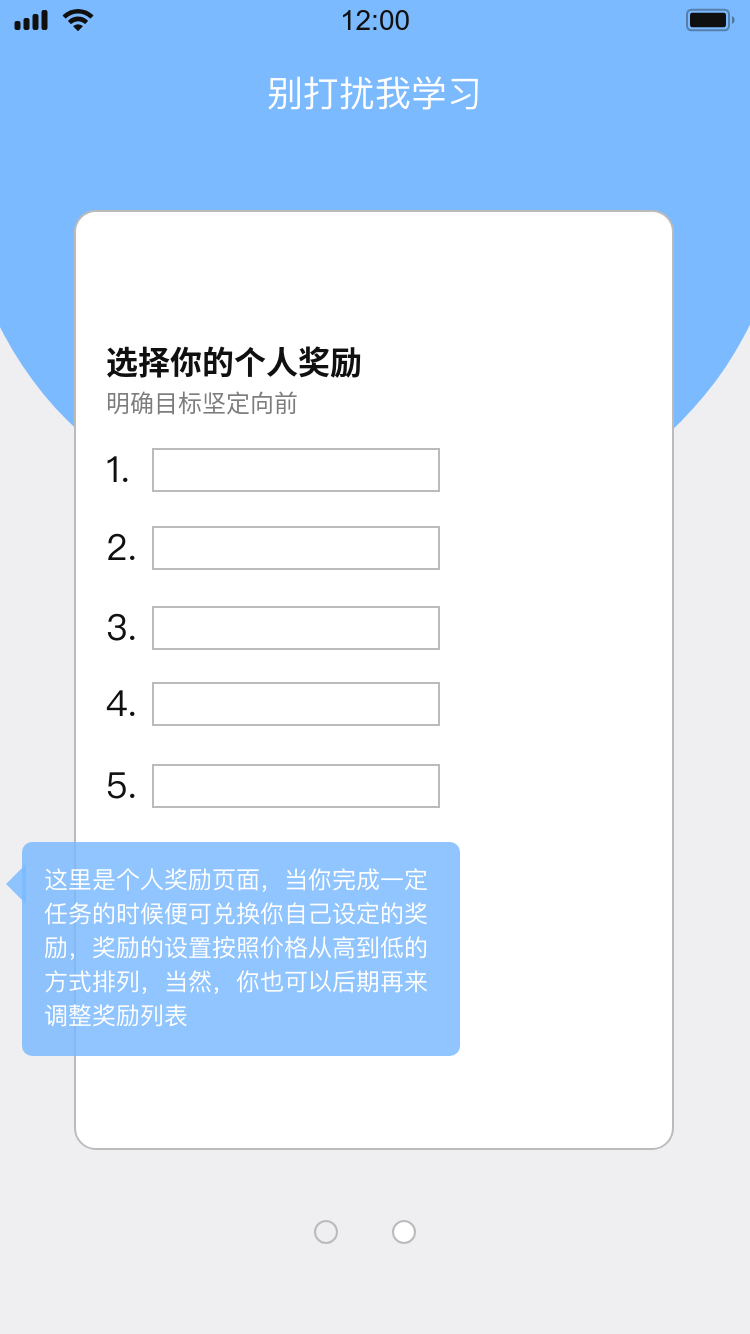 12:00
别打扰我学习
选择你的个人奖励
明确目标坚定向前
1.
2.
3.
4.
5.
这里是个人奖励页面，当你完成一定
任务的时候便可兑换你自己设定的奖
励，奖励的设置按照价格从高到低的
方式排列，当然，你也可以后期再来
调整奖励列表